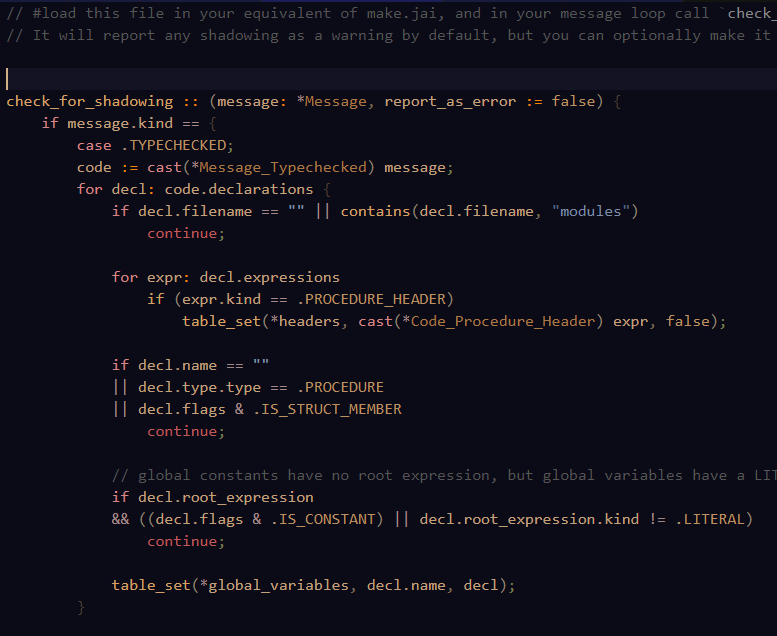 // #load this file in your equivalent of make.jai, and in your message loop call `check_
// It will report any shadowing as a warning by default, but you can optionally make it
check_for_shadowing :: (message: *Message, report_as_error := false) {
    if message.kind == {
        case .TYPECHECKED;
        code := cast(*Message_Typechecked) message;
        for decl: code.declarations {
            if decl.filename == "" || contains(decl.filename, "modules")
                continue;
            for expr: decl.expressions
                if (expr.kind == .PROCEDURE_HEADER)
                    table_set(*headers, cast(*Code_Procedure_Header) expr, false);
            if decl.name == ""
            || decl.type.type == .PROCEDURE
            || decl.flags & .IS_STRUCT_MEMBER
                continue;
            // global constants have no root expression, but global variables have a LIT
            if decl.root_expression
            && ((decl.flags & .IS_CONSTANT) || decl.root_expression.kind != .LITERAL)
                continue;
            table_set(*global_variables, decl.name, decl);
        }